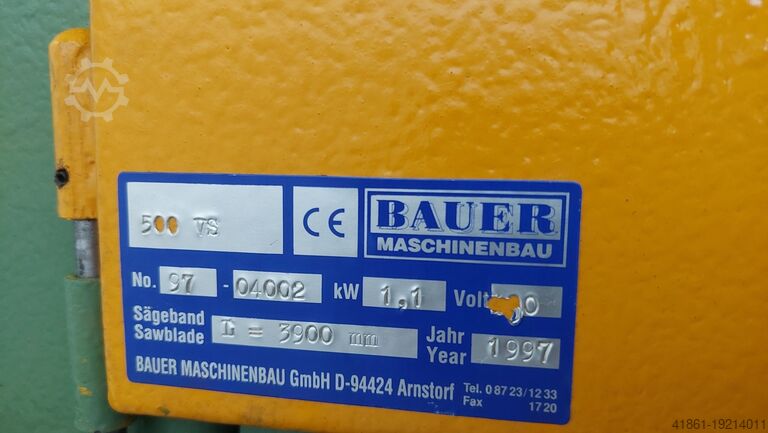 500 VS
CE
BAUER
MASCHINENBAU
No. 97 - 04002 kW 1,1 Volt
Sägeband
Sawblade L = 3900 mm
Jahr
Year 1997
BAUER MASCHINENBAU GmbH D-94424 Arnstorf
Tel. 0 87 23/12 33
Fax 17 20
41861-19214011